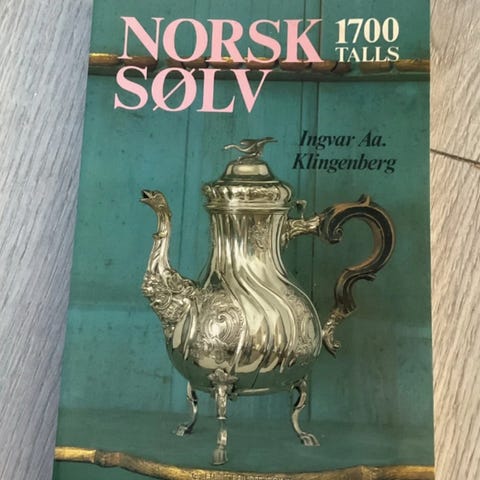 NORSK
SØLV
1700
TALLS
Ingvar Aa.
Klingenberg